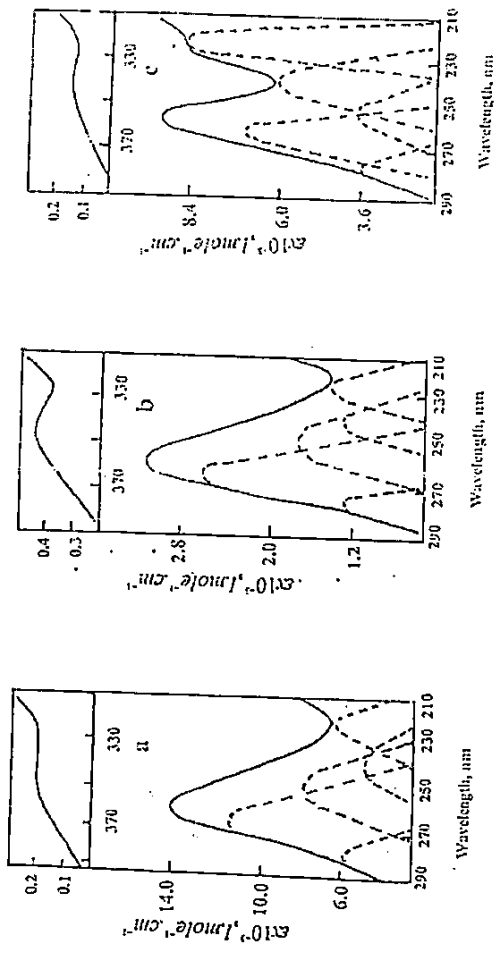 0.2
0.1
370 330
a
14.0
10.0
6.0
εx10⁻³, l.mole⁻¹.cm⁻¹
290 270 250 230 210
Wavelength, nm
0.4
0.3
370 330
b
2.8
2.0
1.2
εx10⁻³, l.mole⁻¹.cm⁻¹
290 270 250 230 210
Wavelength, nm
0.2
0.1
370 330
c
8.4
6.0
3.6
εx10⁻³, l.mole⁻¹.cm⁻¹
290 270 250 230 210
Wavelength, nm